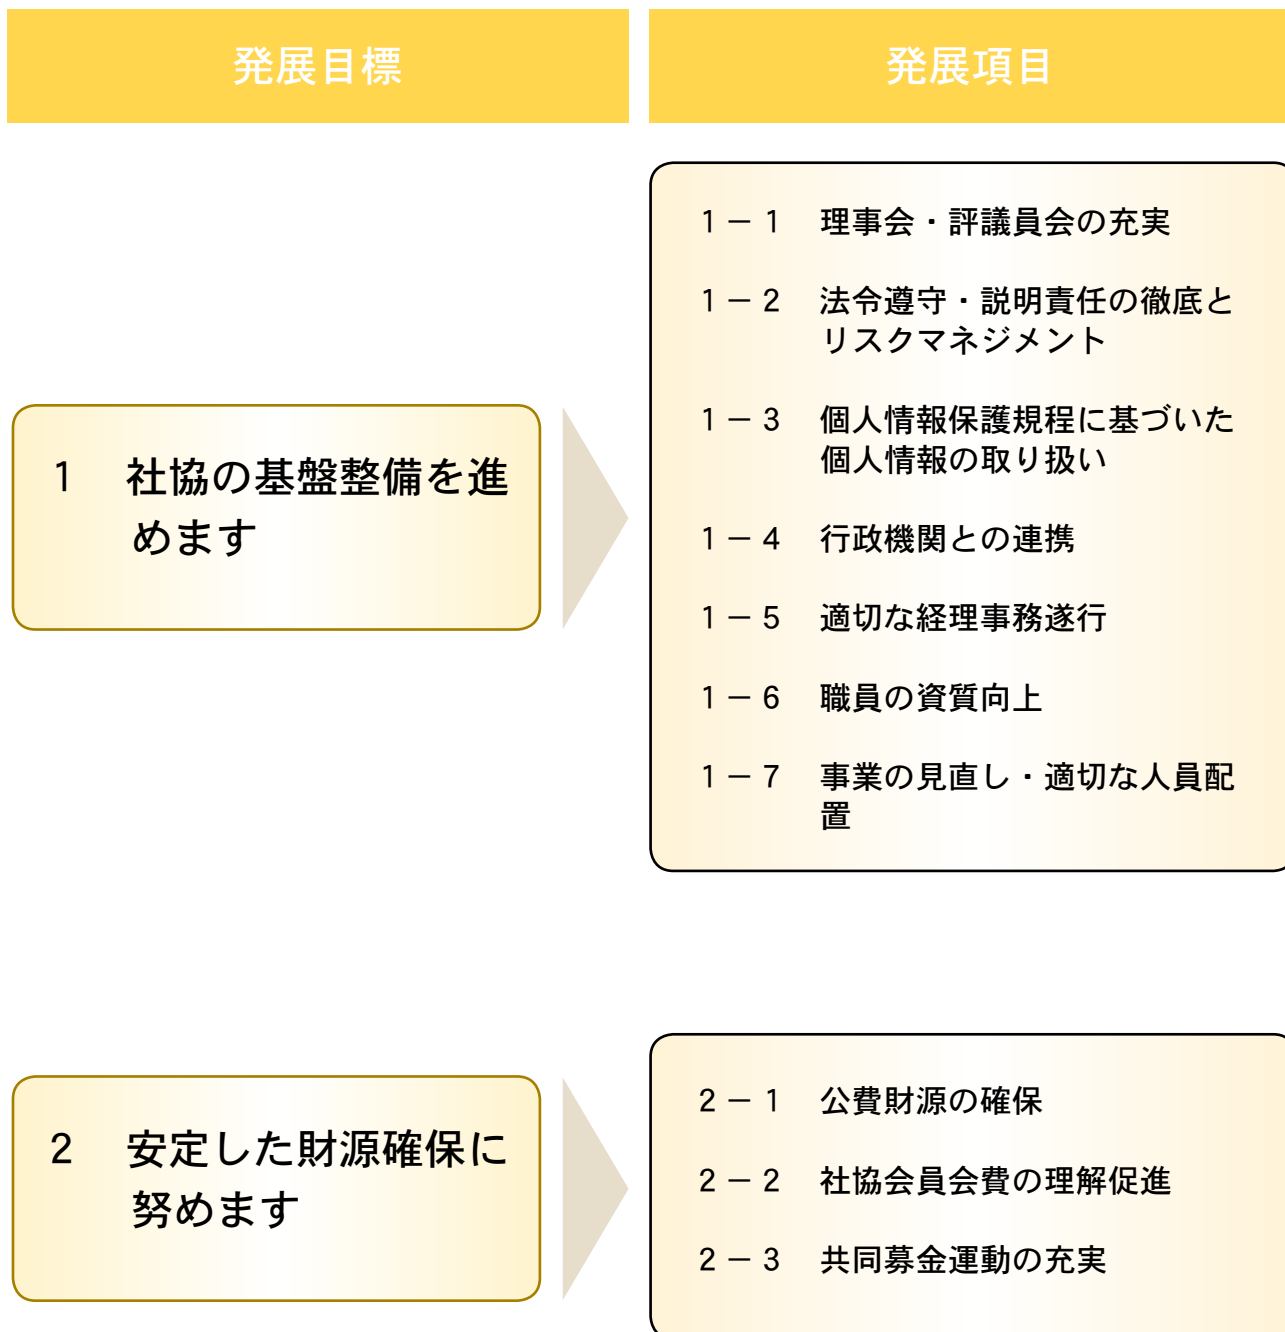 発展目標
発展項目
1 社協の基盤整備を進
めます
1－1 理事会・評議員会の充実
1－2 法令遵守・説明責任の徹底と
リスクマネジメント
1－3 個人情報保護規程に基づいた
個人情報の取り扱い
1－4 行政機関との連携
1－5 適切な経理事務遂行
1－6 職員の資質向上
1－7 事業の見直し・適切な人員配
置
2 安定した財源確保に
努めます
2－1 公費財源の確保
2－2 社協会員会費の理解促進
2－3 共同募金運動の充実